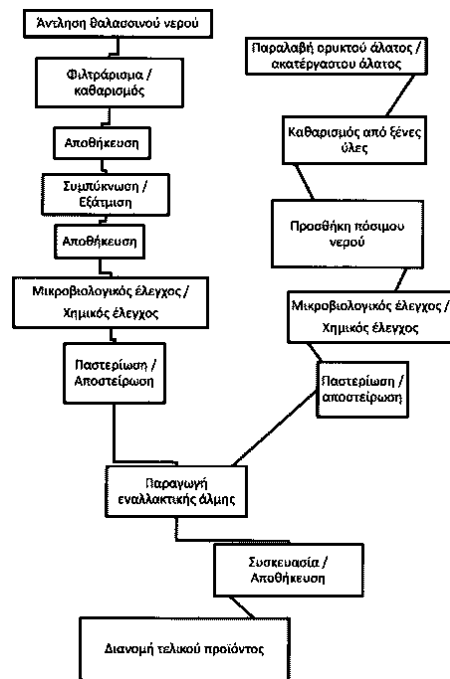 Άντληση θαλασσινού νερού
Φιλτράρισμα /
καθαρισμός
Αποθήκευση
Συμπύκνωση /
Εξάτμιση
Αποθήκευση
Μικροβιολογικός έλεγχος /
Χημικός έλεγχος
Παστερίωση /
Αποστείρωση
Παραλαβή ορυκτού άλατος /
ακατέργαστου άλατος
Καθαρισμός από ξένες
ύλες
Προσθήκη πόσιμου
νερού
Μικροβιολογικός έλεγχος /
Χημικός έλεγχος
Παστερίωση /
αποστείρωση
Παραγωγή
εναλλακτικής άλμης
Συσκευασία /
Αποθήκευση
Διανομή τελικού προϊόντος